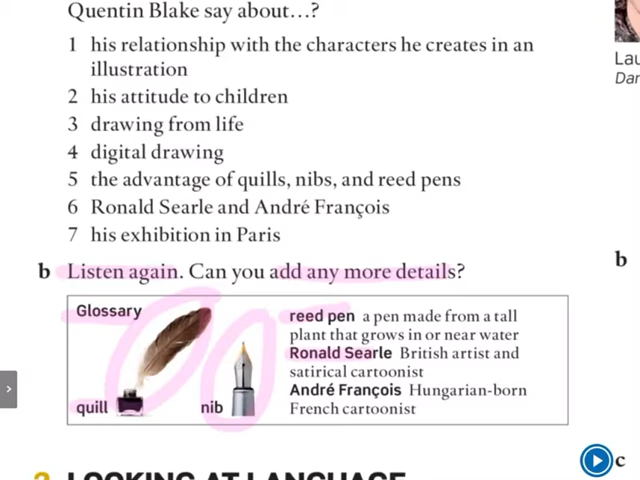 Quentin Blake say about…?
1 his relationship with the characters he creates in an
illustration
2 his attitude to children
3 drawing from life
4 digital drawing
5 the advantage of quills, nibs, and reed pens
6 Ronald Searle and André François
7 his exhibition in Paris
b Listen again. Can you add any more details?
Glossary
quill
nib
reed pen a pen made from a tall
plant that grows in or near water
Ronald Searle British artist and
satirical cartoonist
André François Hungarian-born
French cartoonist
2 LOOKING AT LANGUAGE
b
c